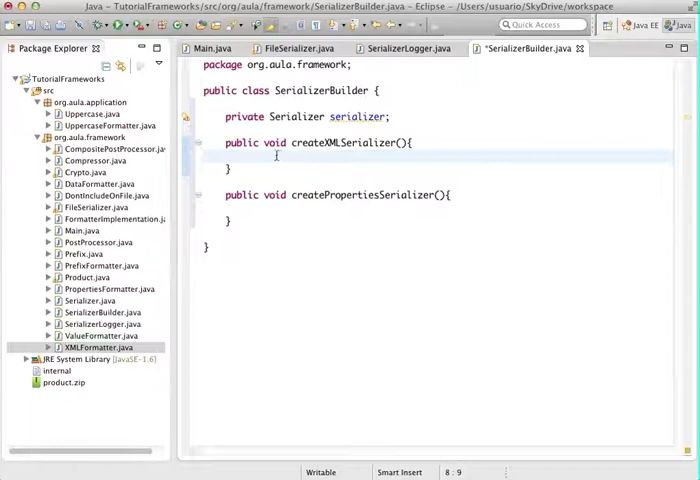 Java - TutorialFrameworks/src/org/aula/framework/SerializerBuilder.java - Eclipse - /Users/usuario/SkyDrive/workspace
Quick Access
Java EE
Java
Package Explorer
Main.java
FileSerializer.java
SerializerLogger.java
*SerializerBuilder.java
TutorialFrameworks
src
org.aula.application
Uppercase.java
UppercaseFormatter.java
org.aula.framework
CompositePostProcessor.jav
Compressor.java
Crypto.java
DataFormatter.java
DontIncludeOnFile.java
FileSerializer.java
FormatterImplementation.j
Main.java
PostProcessor.java
Prefix.java
PrefixFormatter.java
Product.java
PropertiesFormatter.java
Serializer.java
SerializerBuilder.java
SerializerLogger.java
ValueFormatter.java
XMLFormatter.java
JRE System Library [JavaSE-1.6]
internal
product.zip
package org.aula.framework;
public class SerializerBuilder {
private Serializer serializer;
public void createXMLSerializer(){
}
public void createPropertiesSerializer(){
}
}
Writable
Smart Insert
8 : 9